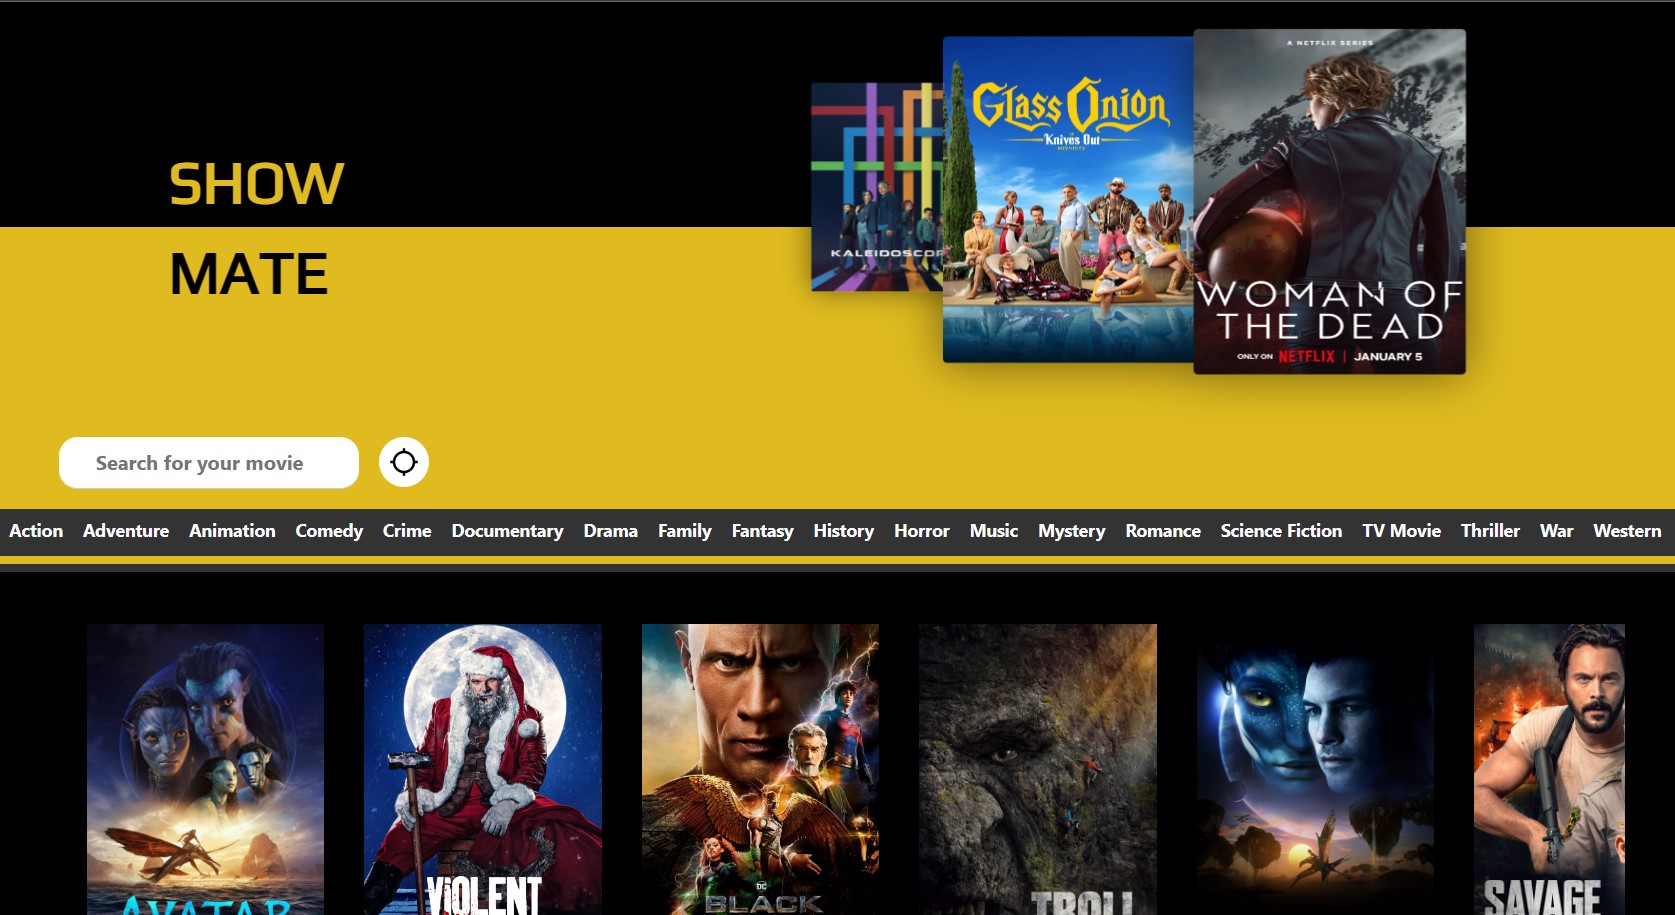 SHOW
MATE
KALEIDOSCOP
Glass Onion
A
Knives Out
MYSTERY
A NETFLIX SERIES
WOMAN OF
THE DEAD
ONLY ON NETFLIX | JANUARY 5
Search for your movie
Action Adventure Animation Comedy Crime Documentary Drama Family Fantasy History Horror Music Mystery Romance Science Fiction TV Movie Thriller War Western
AVATAR
VIOLENT
DC
BLACK
TROLL
SAVAGE